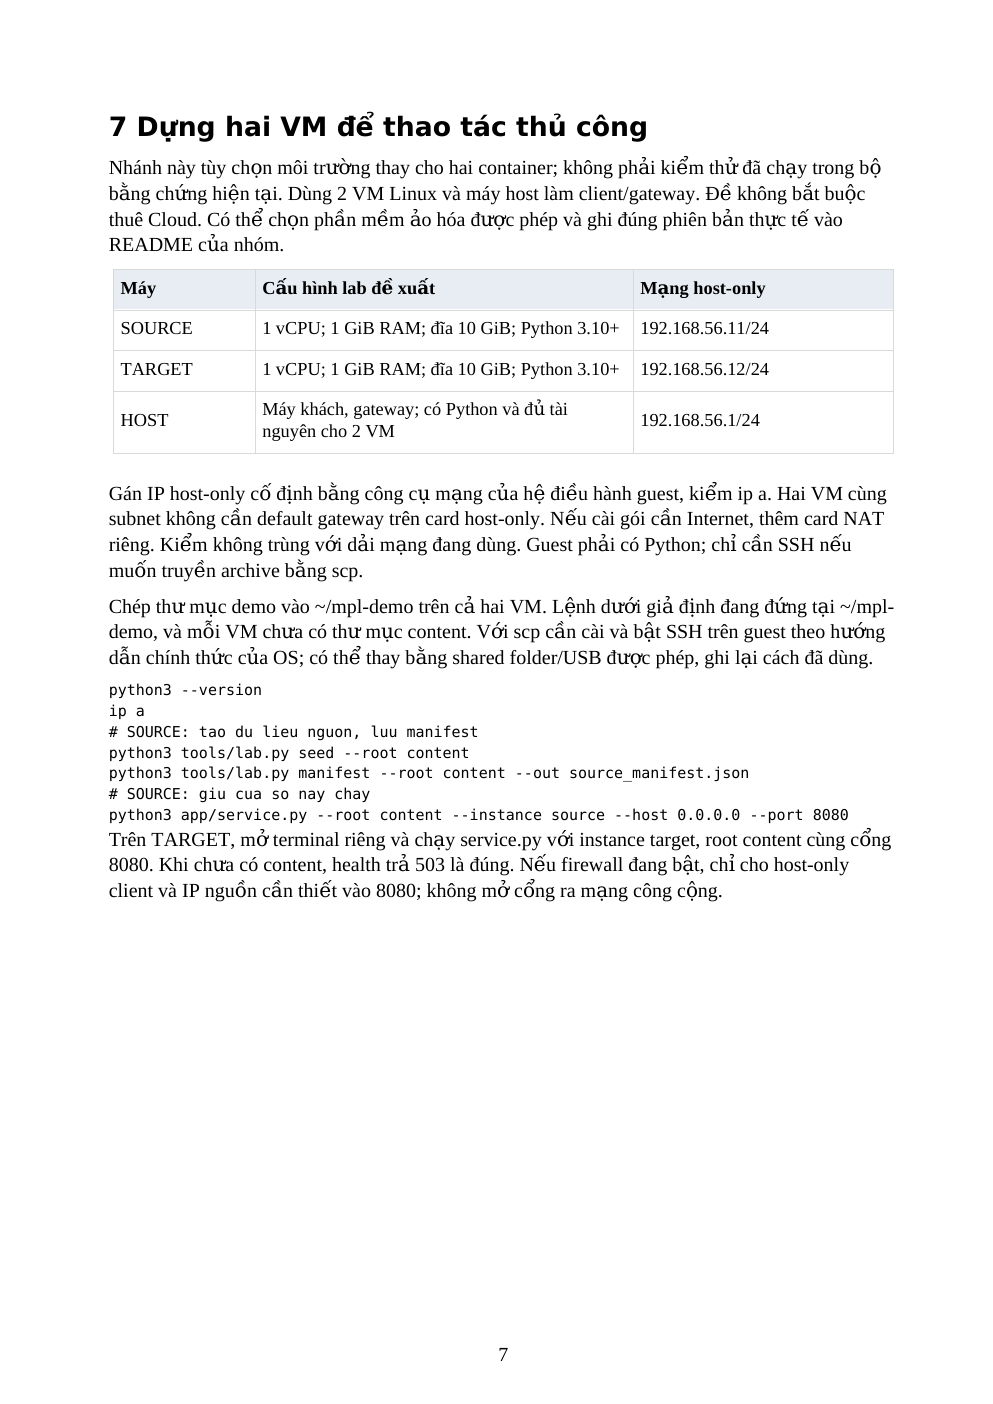 7 Dựng hai VM để thao tác thủ công
Nhánh này tùy chọn môi trường thay cho hai container; không phải kiểm thử đã chạy trong bộ
bằng chứng hiện tại. Dùng 2 VM Linux và máy host làm client/gateway. Đề không bắt buộc
thuê Cloud. Có thể chọn phần mềm ảo hóa được phép và ghi đúng phiên bản thực tế vào
README của nhóm.
Máy Cấu hình lab đề xuất Mạng host-only
SOURCE 1 vCPU; 1 GiB RAM; đĩa 10 GiB; Python 3.10+ 192.168.56.11/24
TARGET 1 vCPU; 1 GiB RAM; đĩa 10 GiB; Python 3.10+ 192.168.56.12/24
HOST Máy khách, gateway; có Python và đủ tài
nguyên cho 2 VM 192.168.56.1/24
Gán IP host-only cố định bằng công cụ mạng của hệ điều hành guest, kiểm ip a. Hai VM cùng
subnet không cần default gateway trên card host-only. Nếu cài gói cần Internet, thêm card NAT
riêng. Kiểm không trùng với dải mạng đang dùng. Guest phải có Python; chỉ cần SSH nếu
muốn truyền archive bằng scp.
Chép thư mục demo vào ~/mpl-demo trên cả hai VM. Lệnh dưới giả định đang đứng tại ~/mpl-
demo, và mỗi VM chưa có thư mục content. Với scp cần cài và bật SSH trên guest theo hướng
dẫn chính thức của OS; có thể thay bằng shared folder/USB được phép, ghi lại cách đã dùng.
python3 --version
ip a
# SOURCE: tao du lieu nguon, luu manifest
python3 tools/lab.py seed --root content
python3 tools/lab.py manifest --root content --out source_manifest.json
# SOURCE: giu cua so nay chay
python3 app/service.py --root content --instance source --host 0.0.0.0 --port 8080
Trên TARGET, mở terminal riêng và chạy service.py với instance target, root content cùng cổng
8080. Khi chưa có content, health trả 503 là đúng. Nếu firewall đang bật, chỉ cho host-only
client và IP nguồn cần thiết vào 8080; không mở cổng ra mạng công cộng.
7